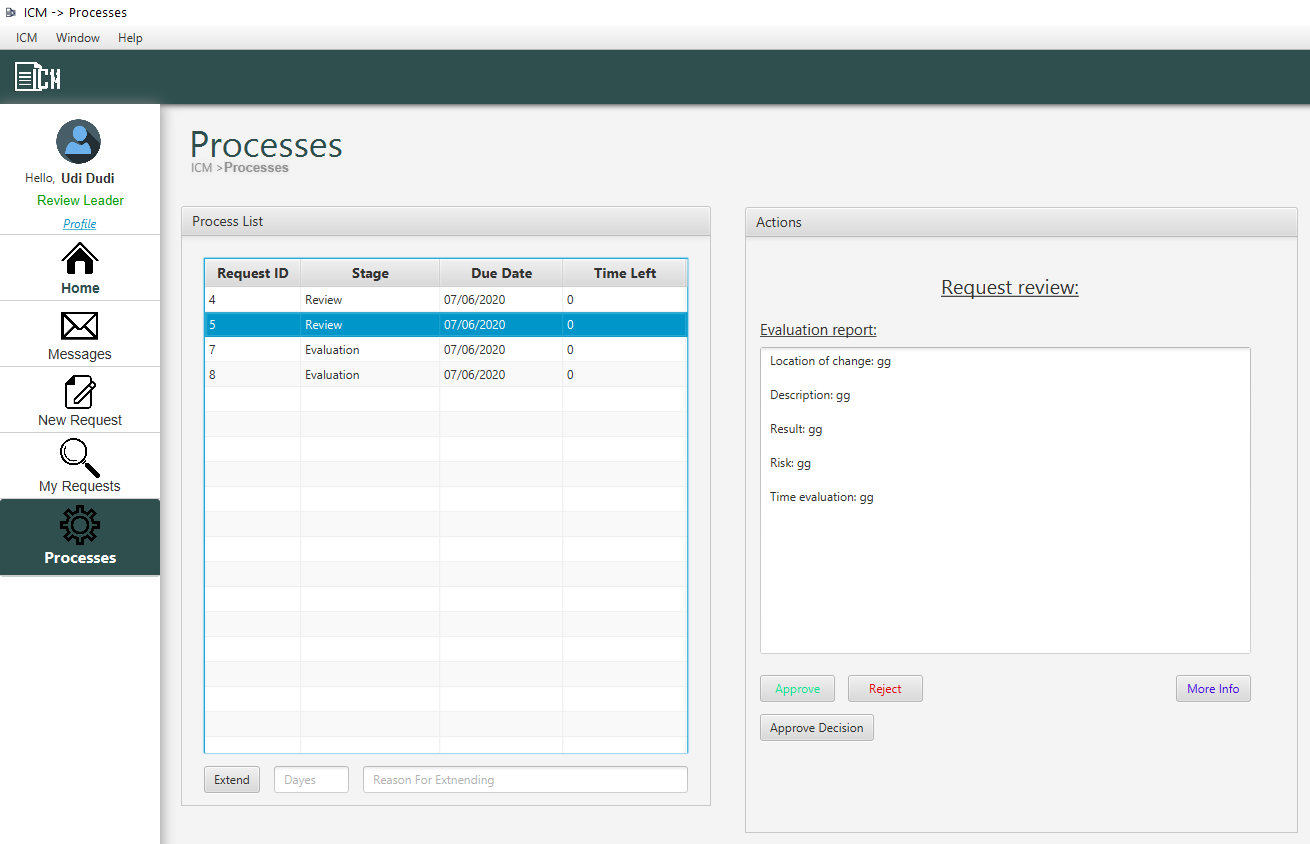 ICM -> Processes
ICM Window Help
ICM
Hello, Udi Dudi
Review Leader
Profile
Home
Messages
New Request
My Requests
Processes
Processes
ICM >Processes
Process List
Request ID Stage Due Date Time Left
4 Review 07/06/2020 0
5 Review 07/06/2020 0
7 Evaluation 07/06/2020 0
8 Evaluation 07/06/2020 0
Extend Dayes Reason For Extnending
Actions
Request review:
Evaluation report:
Location of change: gg
Description: gg
Result: gg
Risk: gg
Time evaluation: gg
Approve Reject More Info
Approve Decision